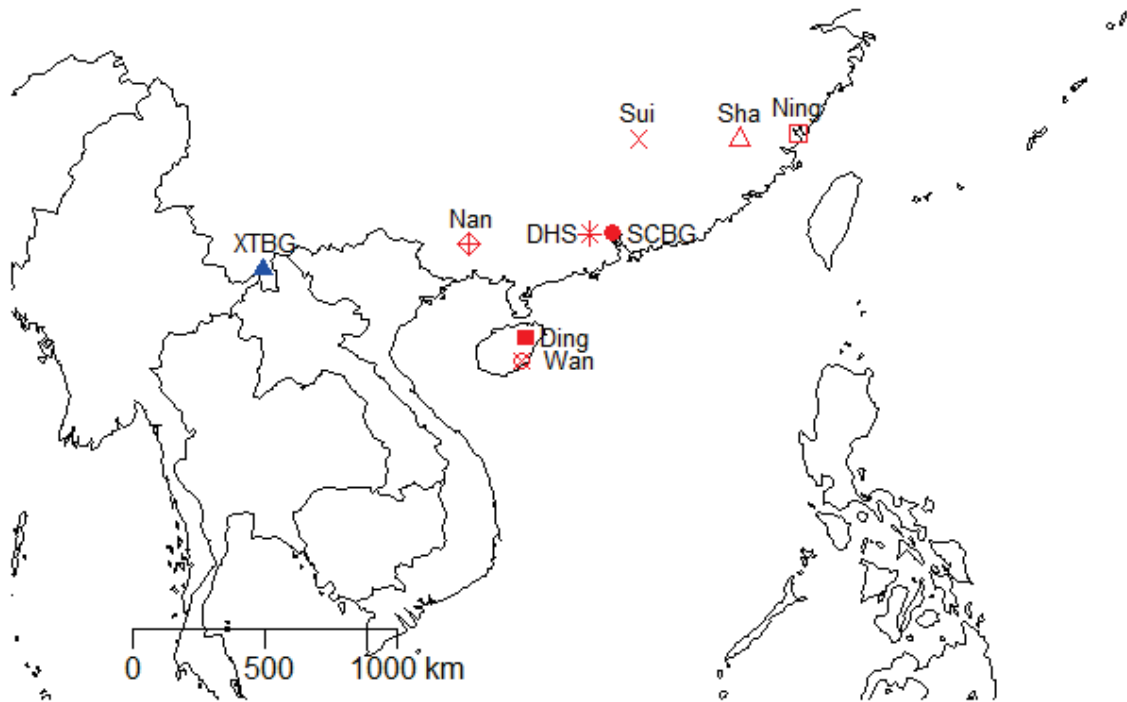 Sui
Sha
Ning
Nan
DHS
SCBG
XTBG
Ding
Wan
0 500 1000 km